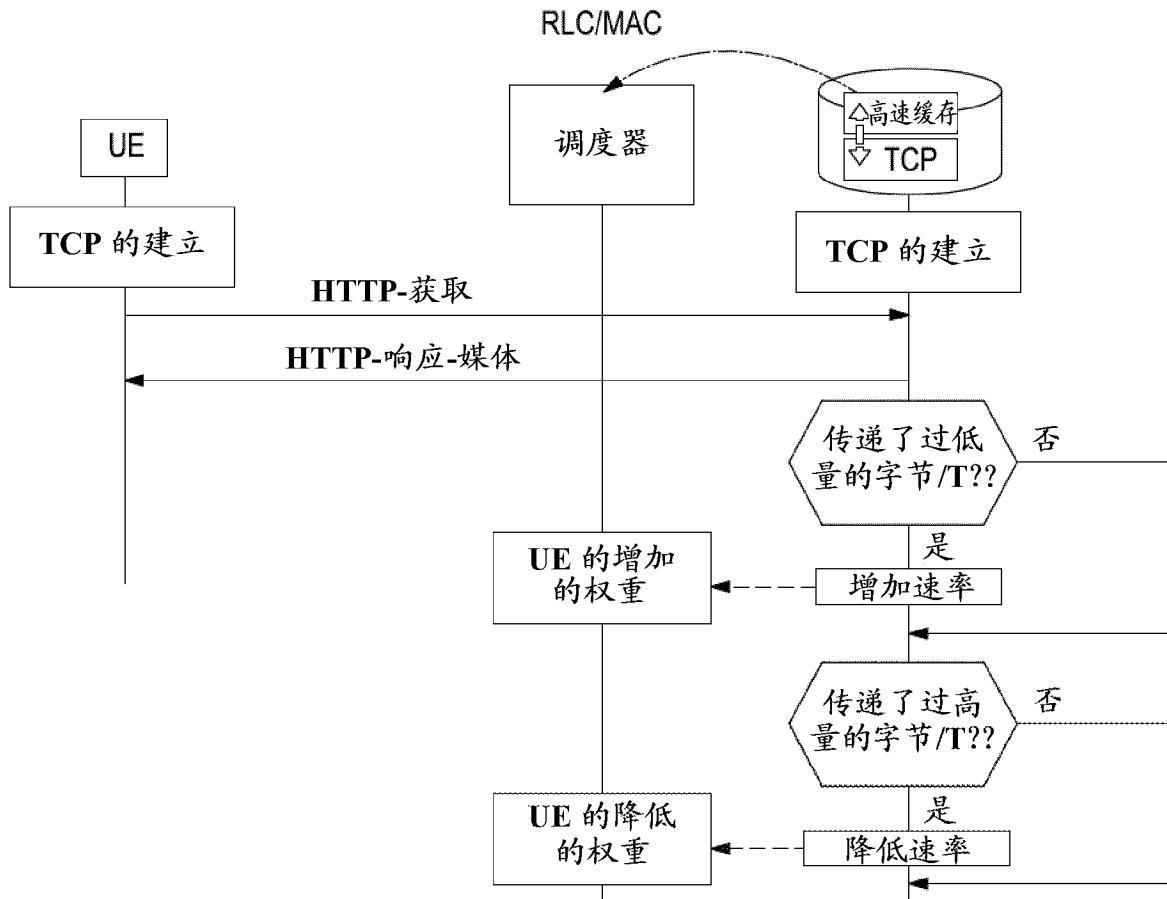 RLC/MAC
UE
调度器
高速缓存
TCP
TCP 的建立
TCP 的建立
HTTP-获取
HTTP-响应-媒体
传递了过低
量的字节/T??
否
是
UE 的增加
的权重
增加速率
传递了过高
量的字节/T??
否
是
UE 的降低
的权重
降低速率